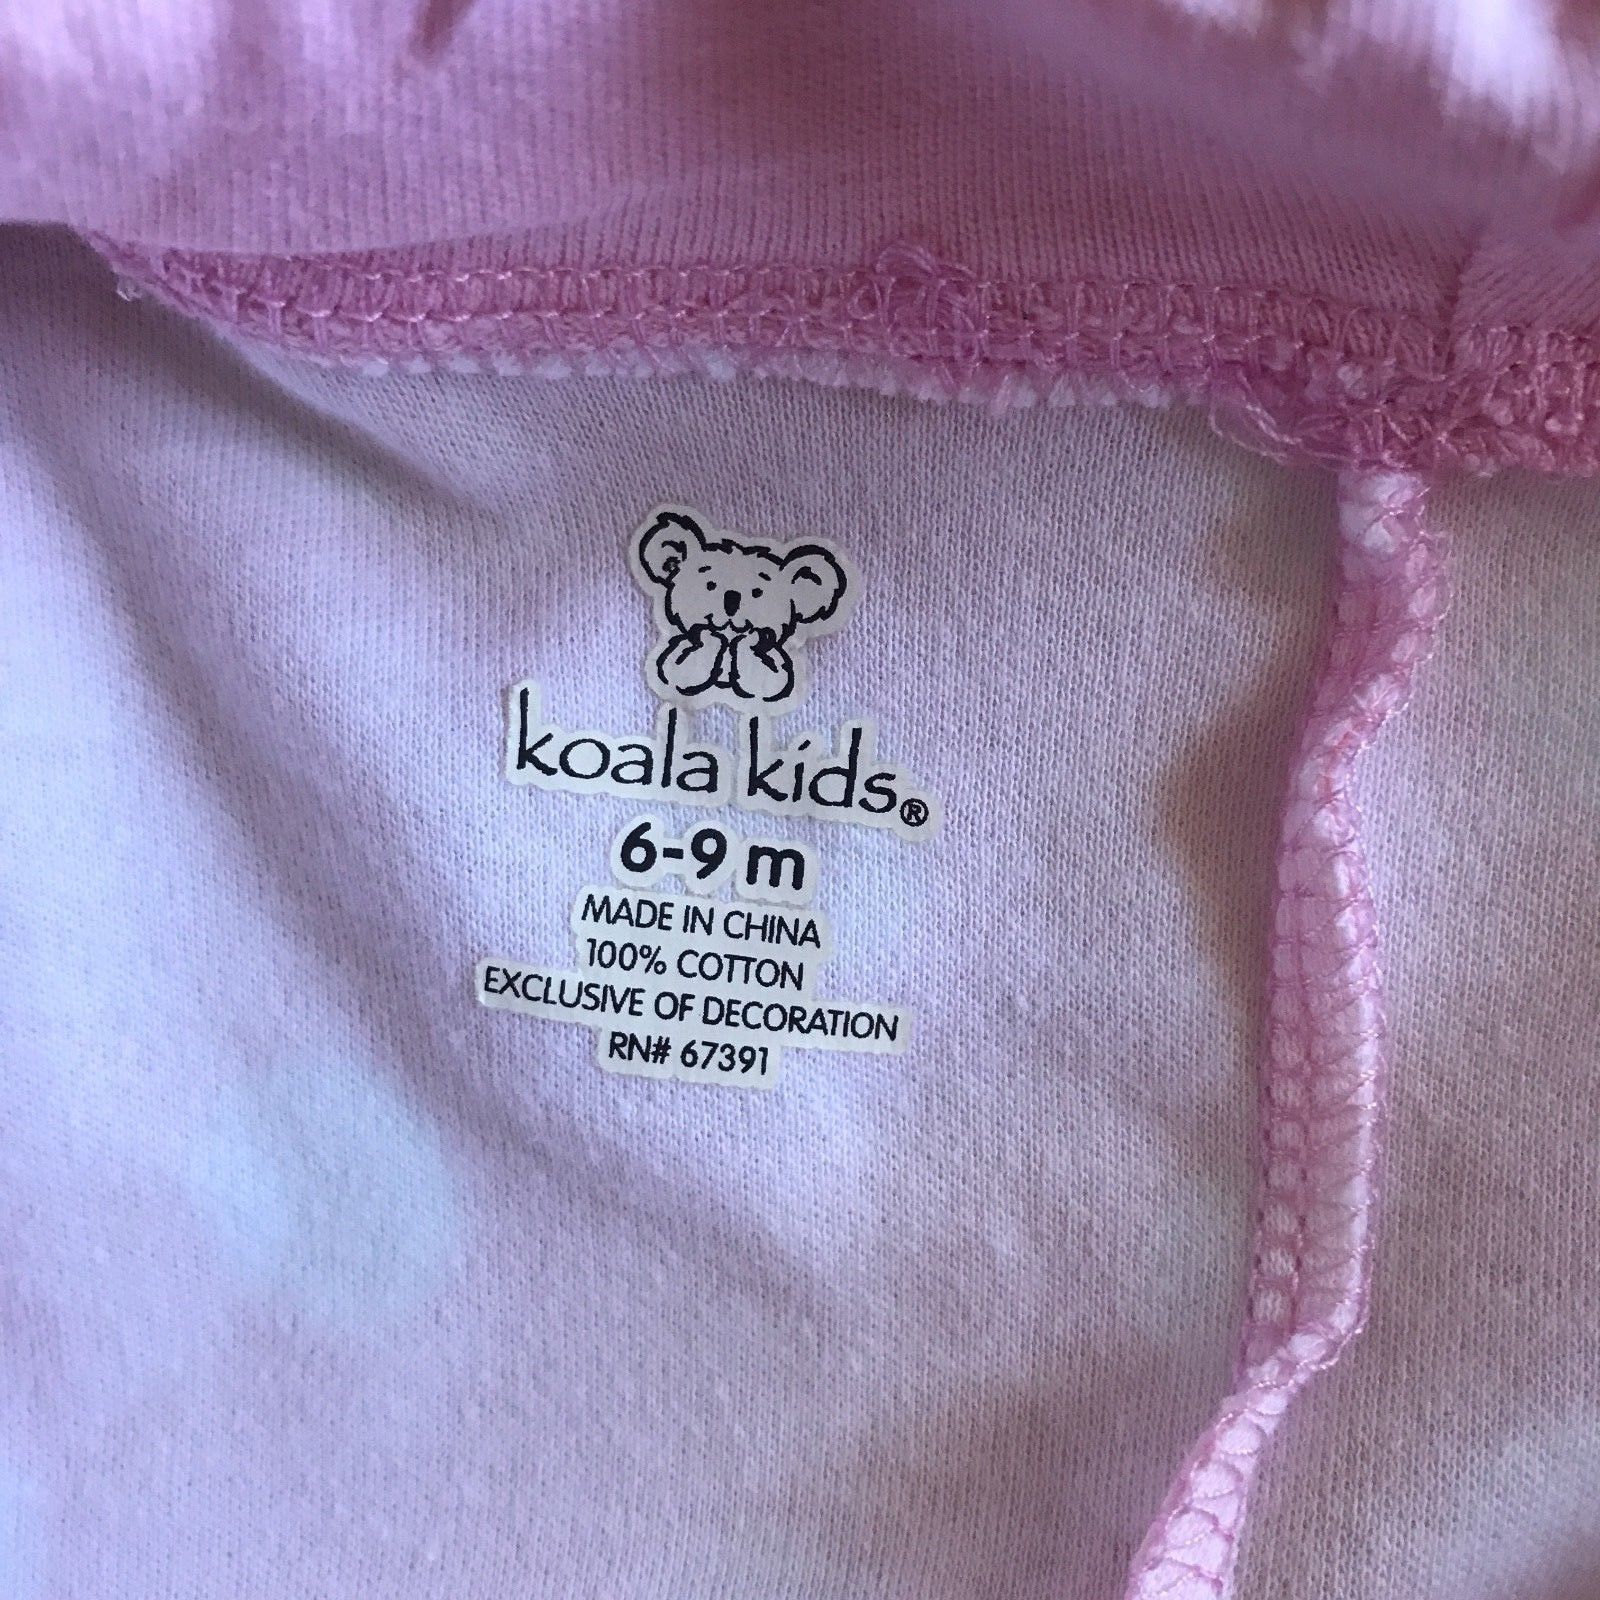 koala kids®
6-9 m
MADE IN CHINA
100% COTTON
EXCLUSIVE OF DECORATION
RN# 67391